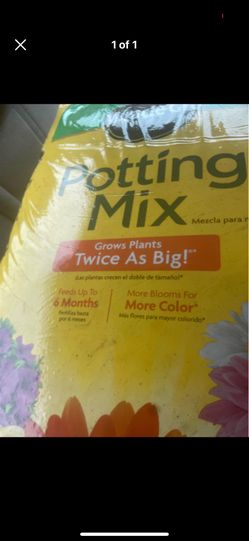 1 of 1
Miracle-Gro
Potting
Mix
Mezcla para
Grows Plants
Twice As Big!**
¡Las plantas crecen el doble de tamaño!*
Feeds Up To
6 Months
Fertiliza hasta
por 6 meses
More Blooms For
More Color*
Más flores para mayor colorido*